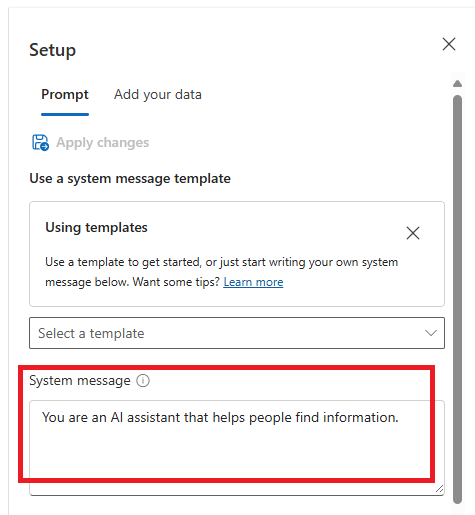 Setup
Prompt Add your data
Apply changes
Use a system message template
Using templates
Use a template to get started, or just start writing your own system
message below. Want some tips? Learn more
Select a template
System message
You are an AI assistant that helps people find information.